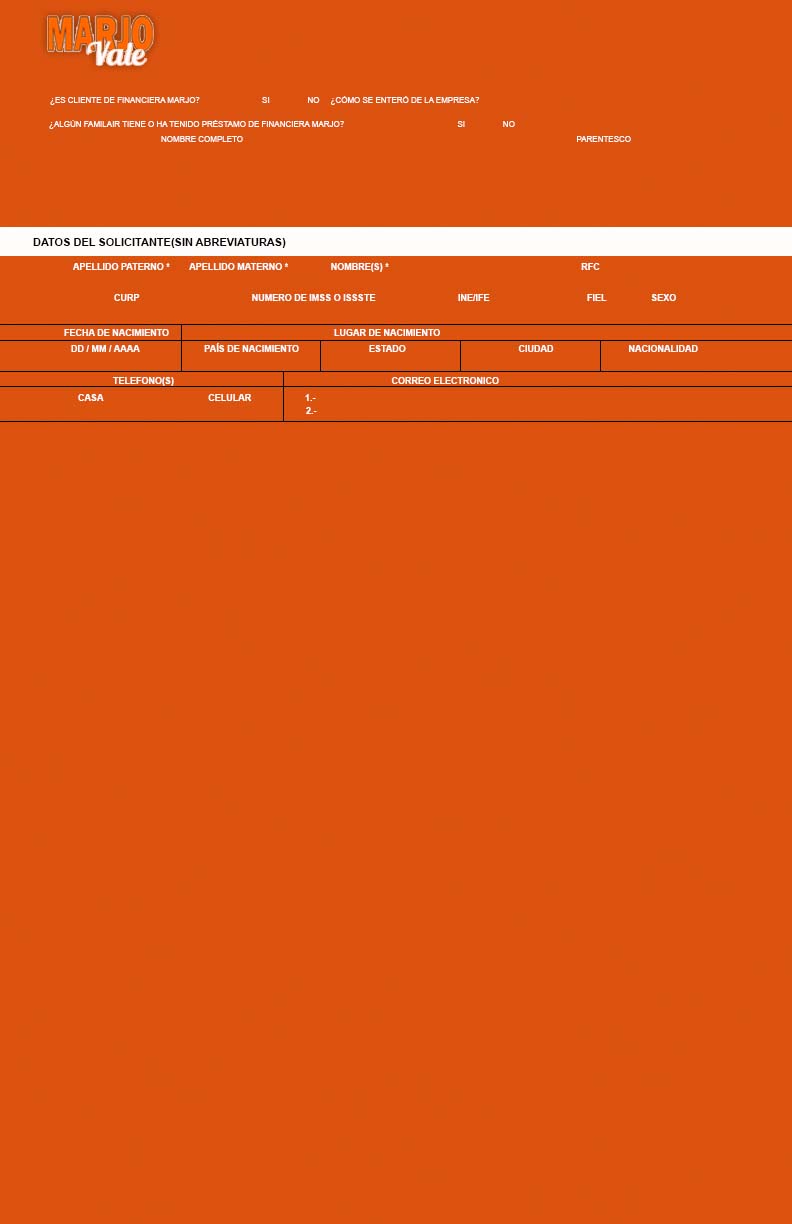 MARJO
Vale
¿ES CLIENTE DE FINANCIERA MARJO? SI NO ¿CÓMO SE ENTERÓ DE LA EMPRESA?
¿ALGÚN FAMILAIR TIENE O HA TENIDO PRÉSTAMO DE FINANCIERA MARJO? SI NO
NOMBRE COMPLETO PARENTESCO
DATOS DEL SOLICITANTE(SIN ABREVIATURAS)
APELLIDO PATERNO * APELLIDO MATERNO * NOMBRE(S) * RFC
CURP NUMERO DE IMSS O ISSSTE INE/IFE FIEL SEXO
FECHA DE NACIMIENTO LUGAR DE NACIMIENTO
DD / MM / AAAA PAÍS DE NACIMIENTO ESTADO CIUDAD NACIONALIDAD
TELEFONO(S) CORREO ELECTRONICO
CASA CELULAR 1.-
2.-